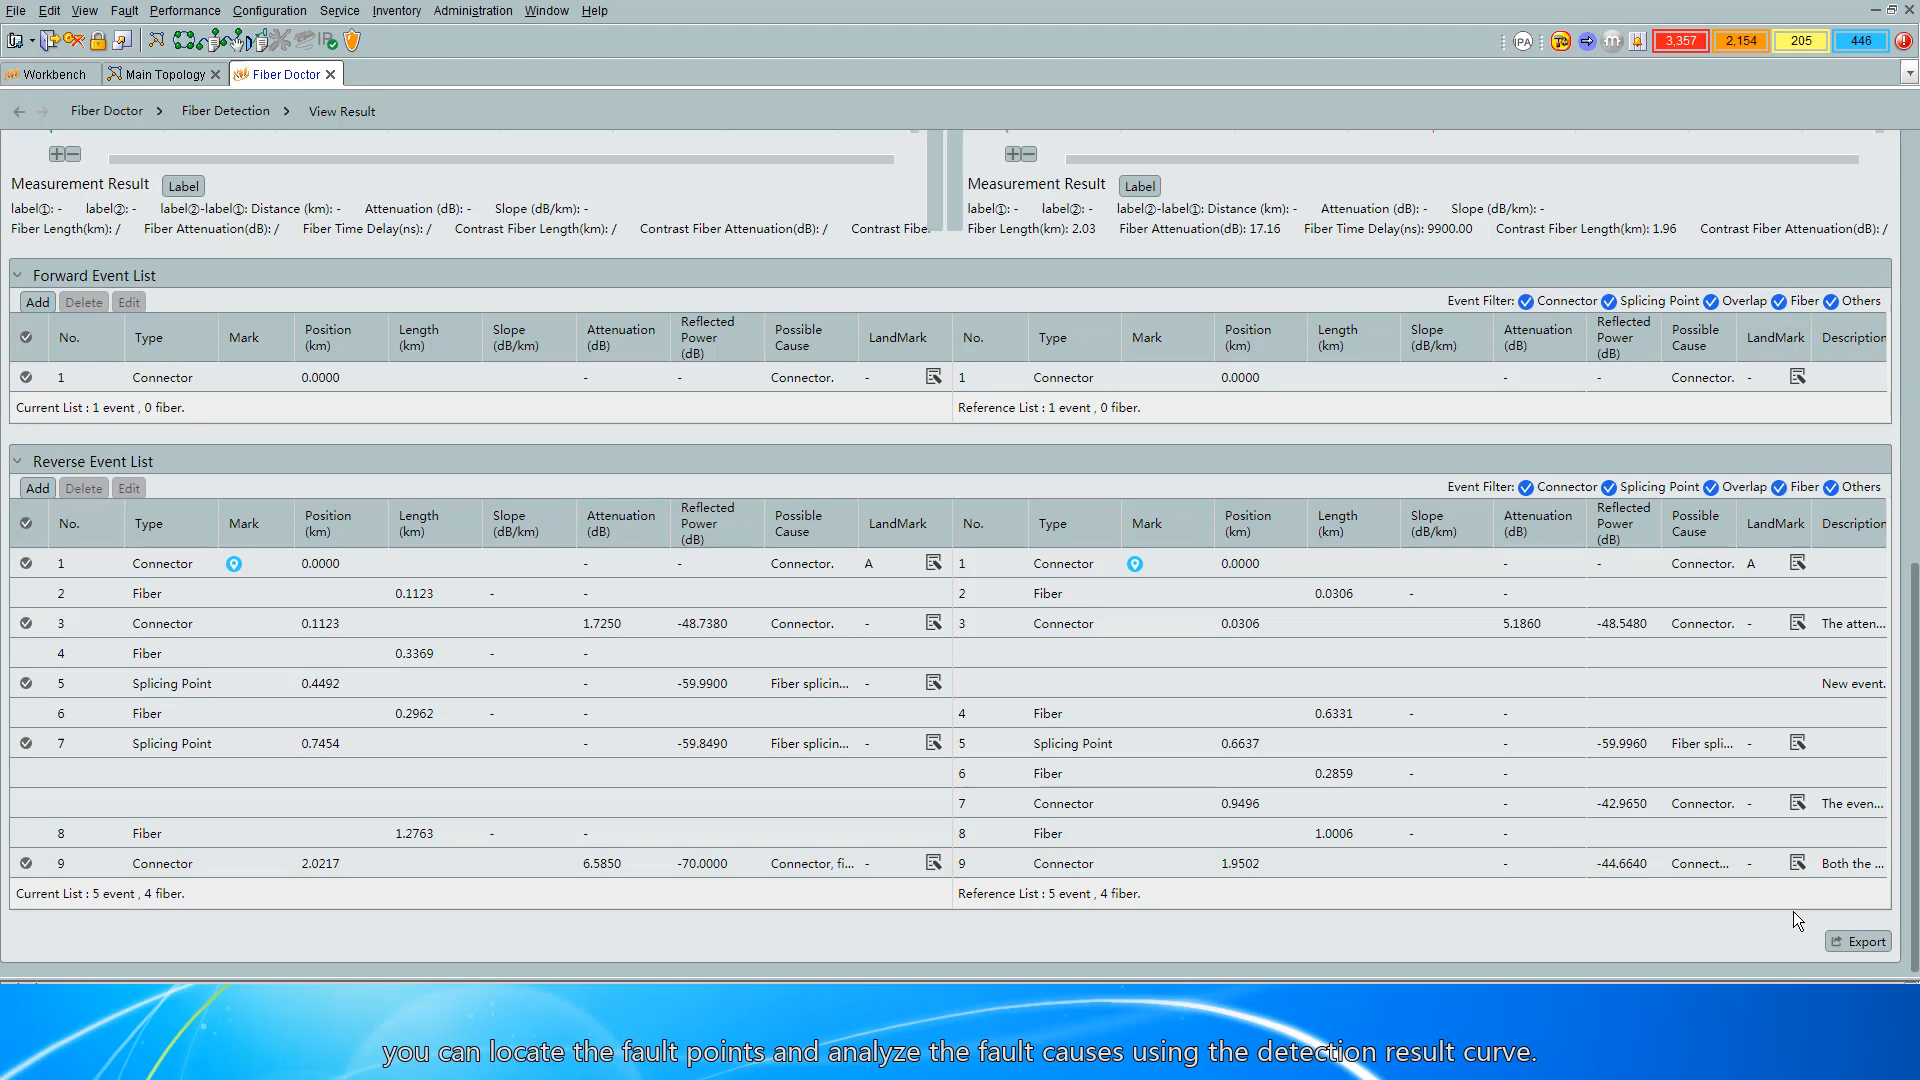 File Edit View Fault Performance Configuration Service Inventory Administration Window Help
IP PA m 3,357 2,154 205 446
Workbench Main Topology Fiber Doctor
Fiber Doctor > Fiber Detection > View Result
Measurement Result Label
label①: - label②: - label②-label①: Distance (km): - Attenuation (dB): - Slope (dB/km): -
Fiber Length(km): / Fiber Attenuation(dB): / Fiber Time Delay(ns): / Contrast Fiber Length(km): / Contrast Fiber Attenuation(dB): / Contrast Fiber
Measurement Result Label
label①: - label②: - label②-label①: Distance (km): - Attenuation (dB): - Slope (dB/km): -
Fiber Length(km): 2.03 Fiber Attenuation(dB): 17.16 Fiber Time Delay(ns): 9900.00 Contrast Fiber Length(km): 1.96 Contrast Fiber Attenuation(dB): /
Forward Event List
Add Delete Edit Event Filter: Connector Splicing Point Overlap Fiber Others
No. Type Mark Position (km) Length (km) Slope (dB/km) Attenuation (dB) Reflected Power (dB) Possible Cause LandMark No. Type Mark Position (km) Length (km) Slope (dB/km) Attenuation (dB) Reflected Power (dB) Possible Cause LandMark Description
1 Connector 0.0000 - - Connector. - 1 Connector 0.0000 - - Connector. -
Current List : 1 event , 0 fiber. Reference List : 1 event , 0 fiber.
Reverse Event List
Add Delete Edit Event Filter: Connector Splicing Point Overlap Fiber Others
No. Type Mark Position (km) Length (km) Slope (dB/km) Attenuation (dB) Reflected Power (dB) Possible Cause LandMark No. Type Mark Position (km) Length (km) Slope (dB/km) Attenuation (dB) Reflected Power (dB) Possible Cause LandMark Description
1 Connector 0.0000 - - Connector. A 1 Connector 0.0000 - - Connector. A
2 Fiber 0.1123 - - 2 Fiber 0.0306 - -
3 Connector 0.1123 1.7250 -48.7380 Connector. - 3 Connector 0.0306 5.1860 -48.5480 Connector. - The atten...
4 Fiber 0.3369 - -
5 Splicing Point 0.4492 - -59.9900 Fiber splicin... - New event.
6 Fiber 0.2962 - - 4 Fiber 0.6331 - -
7 Splicing Point 0.7454 - -59.8490 Fiber splicin... - 5 Splicing Point 0.6637 - -59.9960 Fiber spli... -
6 Fiber 0.2859 - -
7 Connector 0.9496 - -42.9650 Connector. - The even...
8 Fiber 1.2763 - - 8 Fiber 1.0006 - -
9 Connector 2.0217 6.5850 -70.0000 Connector, fi... - 9 Connector 1.9502 - -44.6640 Connect... - Both the ...
Current List : 5 event , 4 fiber. Reference List : 5 event , 4 fiber.
Export
you can locate the fault points and analyze the fault causes using the detection result curve.